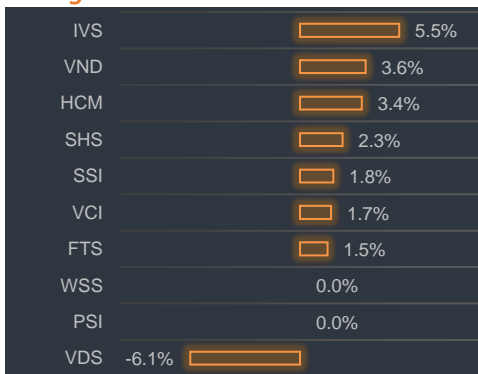 IVS 5.5%
VND 3.6%
HCM 3.4%
SHS 2.3%
SSI 1.8%
VCI 1.7%
FTS 1.5%
WSS 0.0%
PSI 0.0%
VDS -6.1%